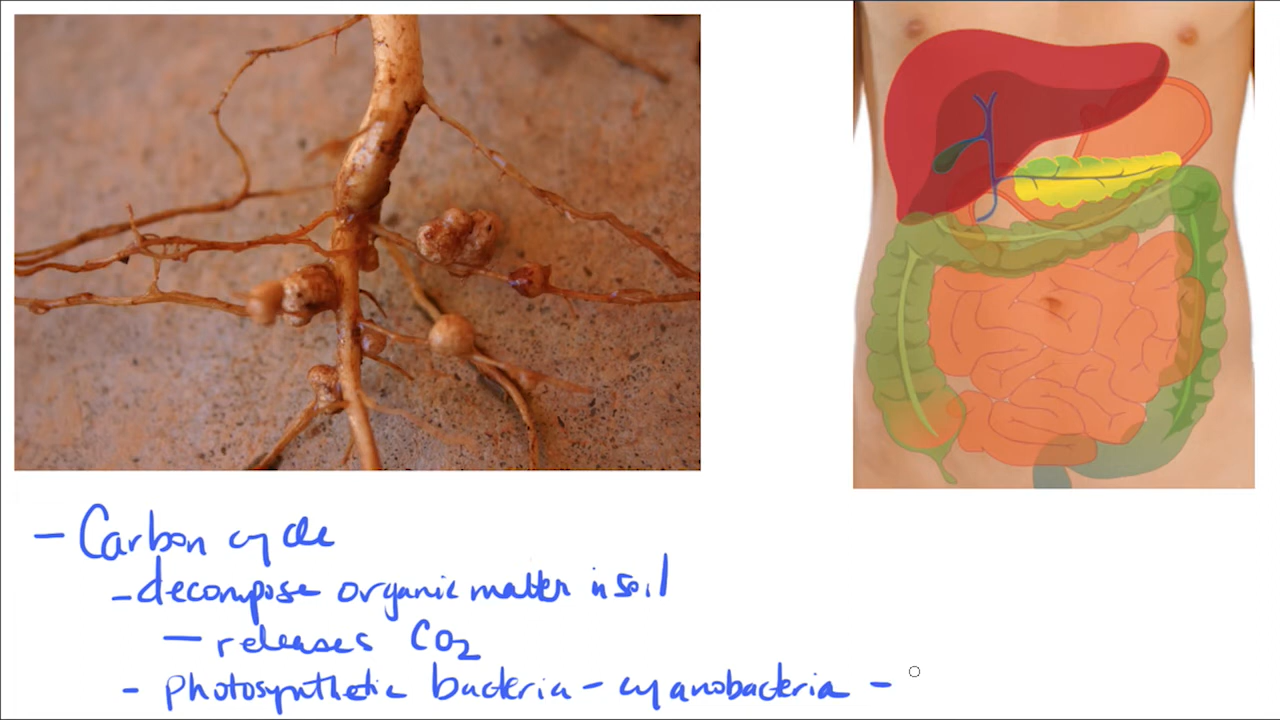 - Carbon cycle
- decompose organic matter in soil
- releases CO2
- photosynthetic bacteria - cyanobacteria -